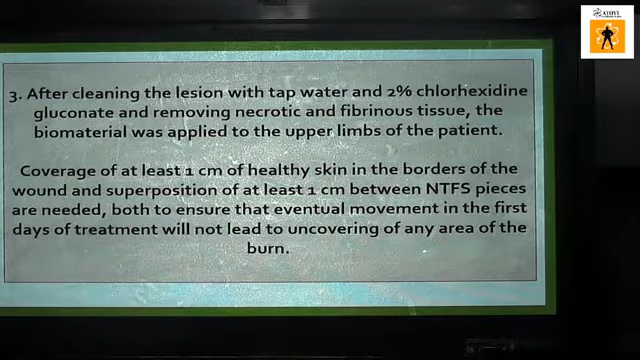 3. After cleaning the lesion with tap water and 2% chlorhexidine
gluconate and removing necrotic and fibrinous tissue, the
biomaterial was applied to the upper limbs of the patient.
Coverage of at least 1 cm of healthy skin in the borders of the
wound and superposition of at least 1 cm between NTFS pieces
are needed, both to ensure that eventual movement in the first
days of treatment will not lead to uncovering of any area of the
burn.